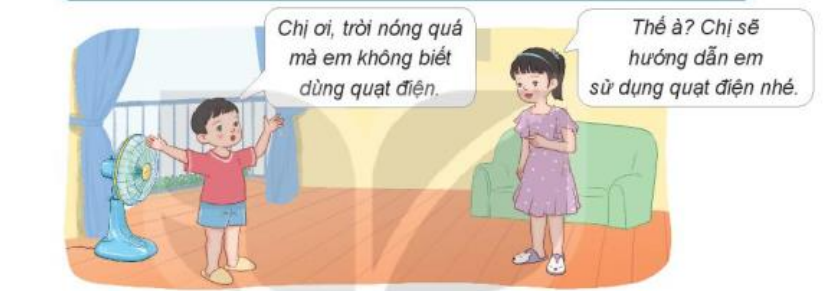 Chị ơi, trời nóng quá
mà em không biết
dùng quạt điện.
Thế à? Chị sẽ
hướng dẫn em
sử dụng quạt điện nhé.